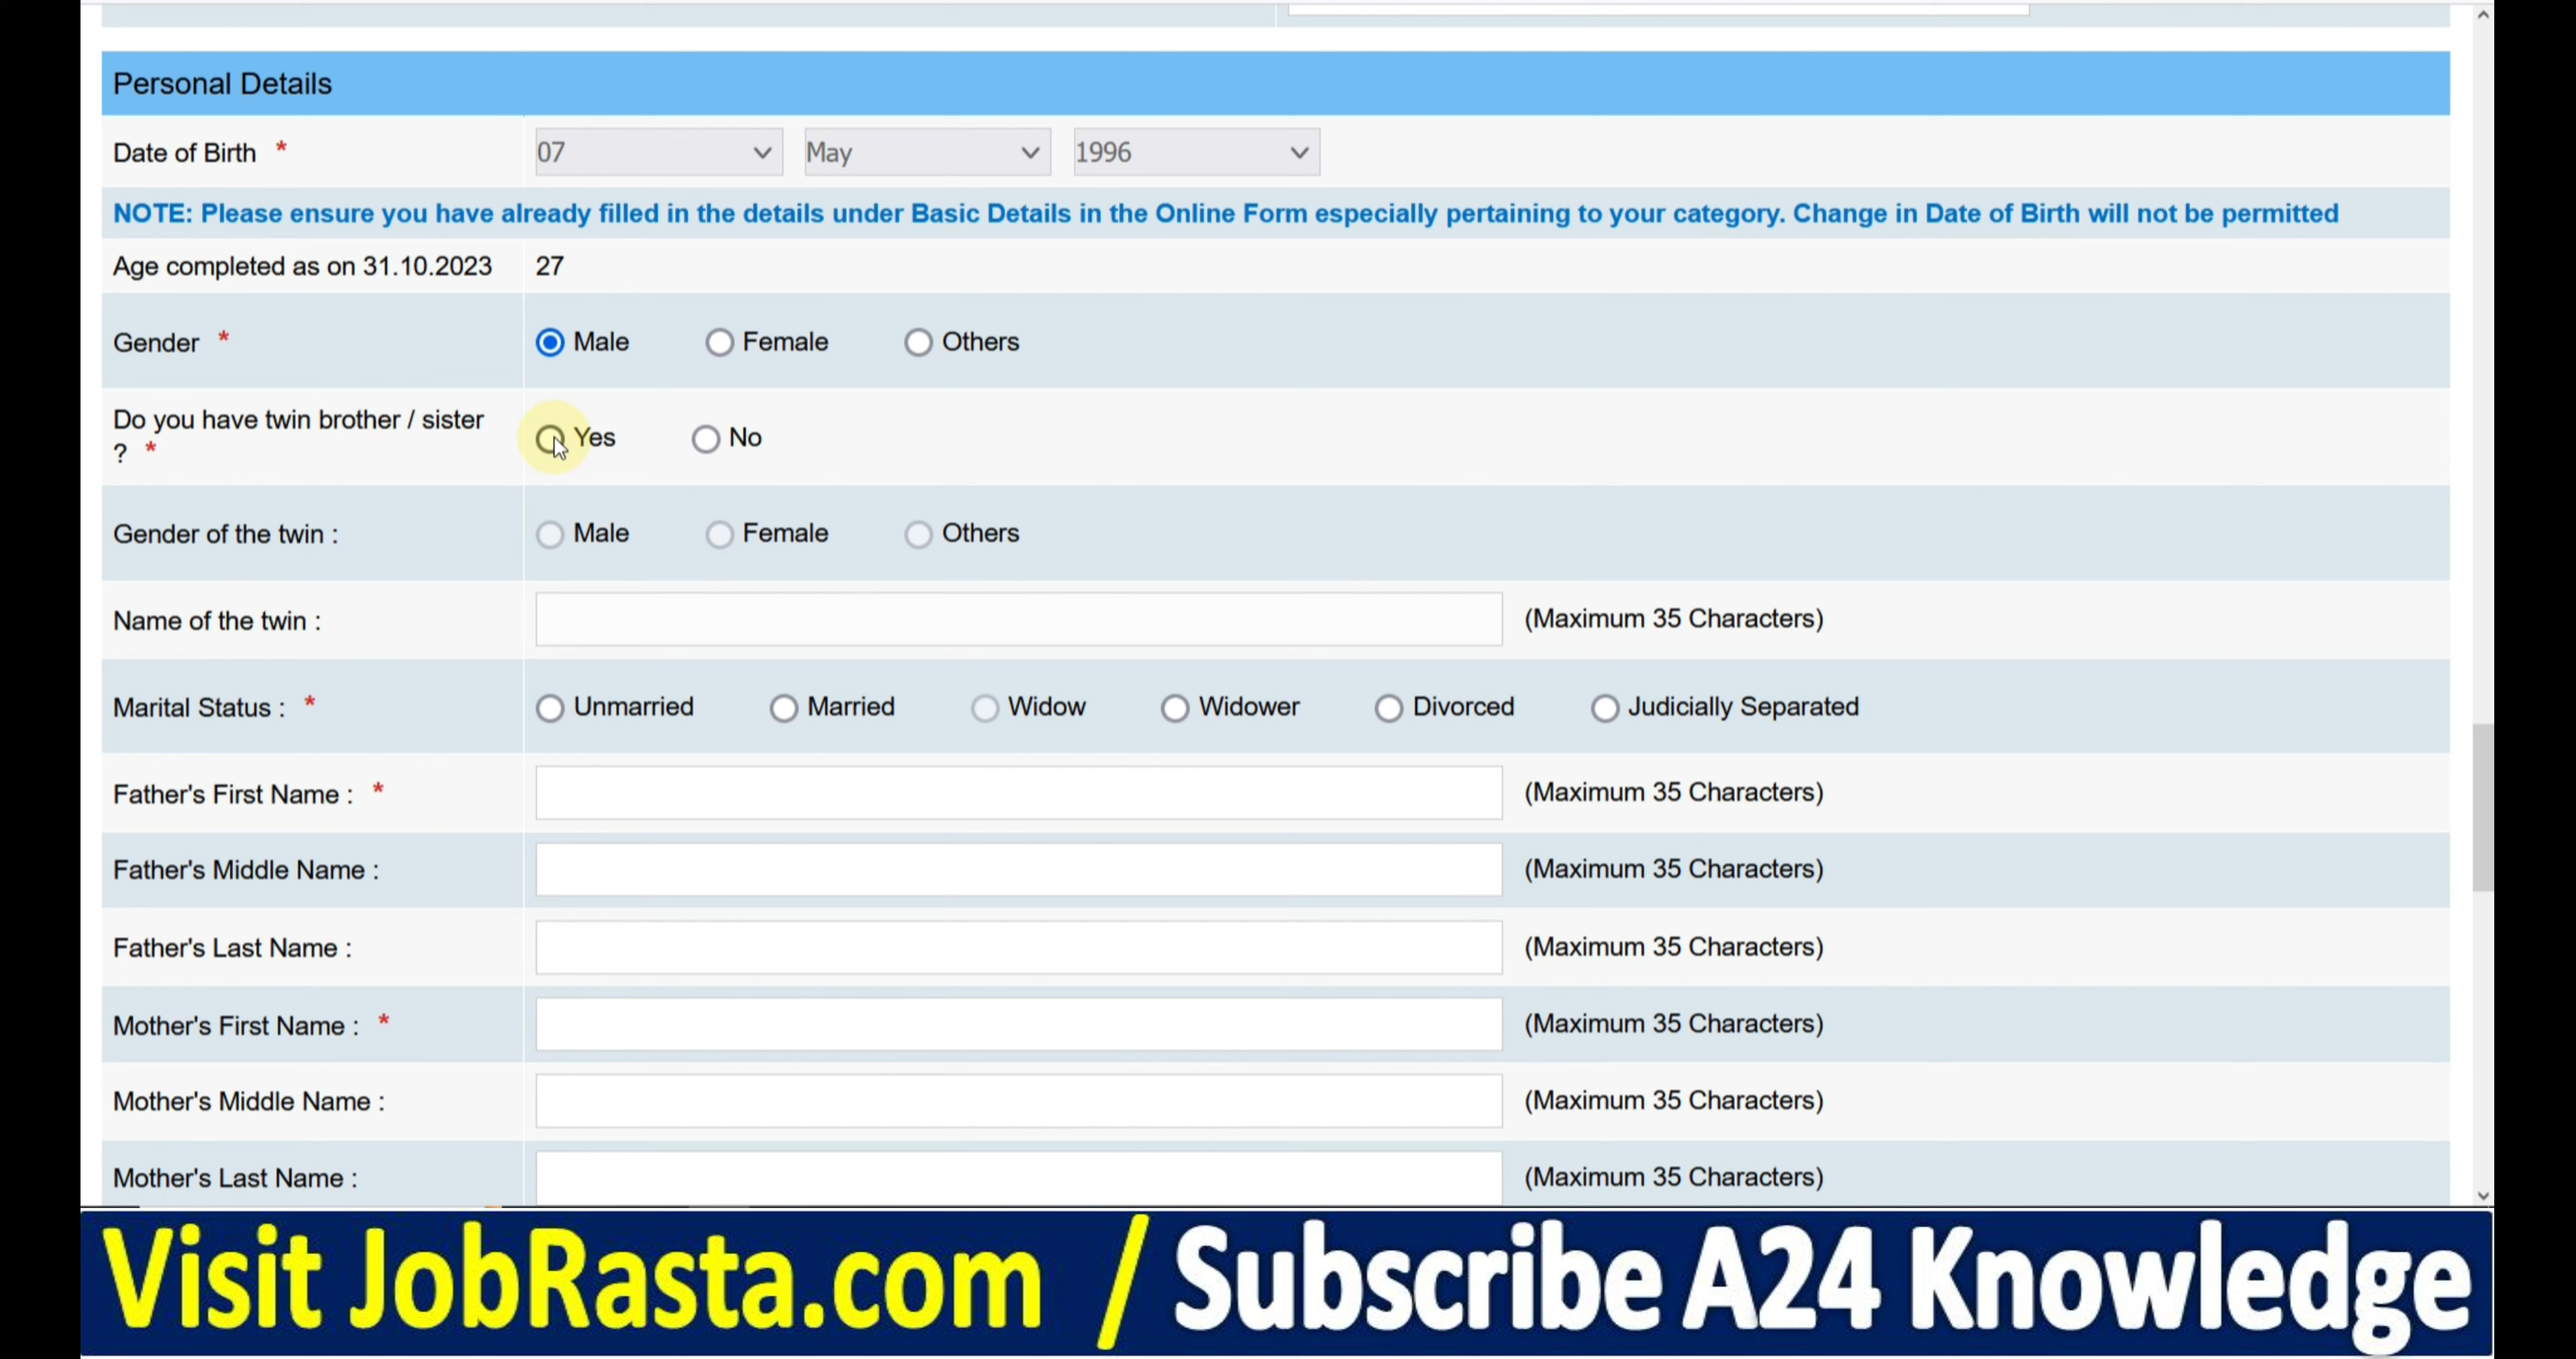 Personal Details
Date of Birth * 07 May 1996
NOTE: Please ensure you have already filled in the details under Basic Details in the Online Form especially pertaining to your category. Change in Date of Birth will not be permitted
Age completed as on 31.10.2023 27
Gender * Male Female Others
Do you have twin brother / sister
? * Yes No
Gender of the twin : Male Female Others
Name of the twin : (Maximum 35 Characters)
Marital Status : * Unmarried Married Widow Widower Divorced Judicially Separated
Father's First Name : * (Maximum 35 Characters)
Father's Middle Name : (Maximum 35 Characters)
Father's Last Name : (Maximum 35 Characters)
Mother's First Name : * (Maximum 35 Characters)
Mother's Middle Name : (Maximum 35 Characters)
Mother's Last Name : (Maximum 35 Characters)
Visit JobRasta.com / Subscribe A24 Knowledge